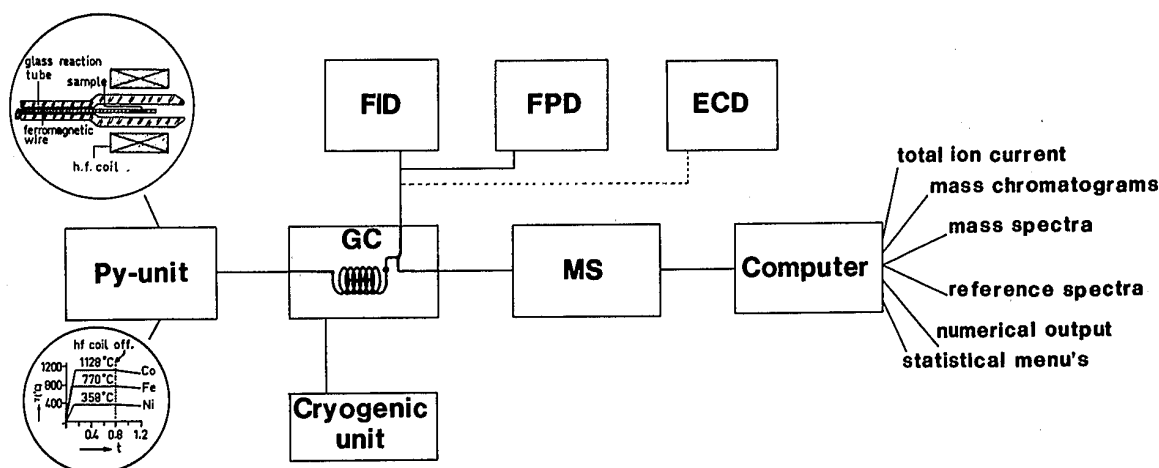 glass reaction
tube
sample
ferromagnetic
wire
h.f. coil
FID
FPD
ECD
Py-unit
GC
MS
Computer
total ion current
mass chromatograms
mass spectra
reference spectra
numerical output
statistical menu's
Cryogenic
unit
hf coil off.
1200
800
400
1128°C
770°C
358°C
Co
Fe
Ni
0.4 0.8 1.2
t